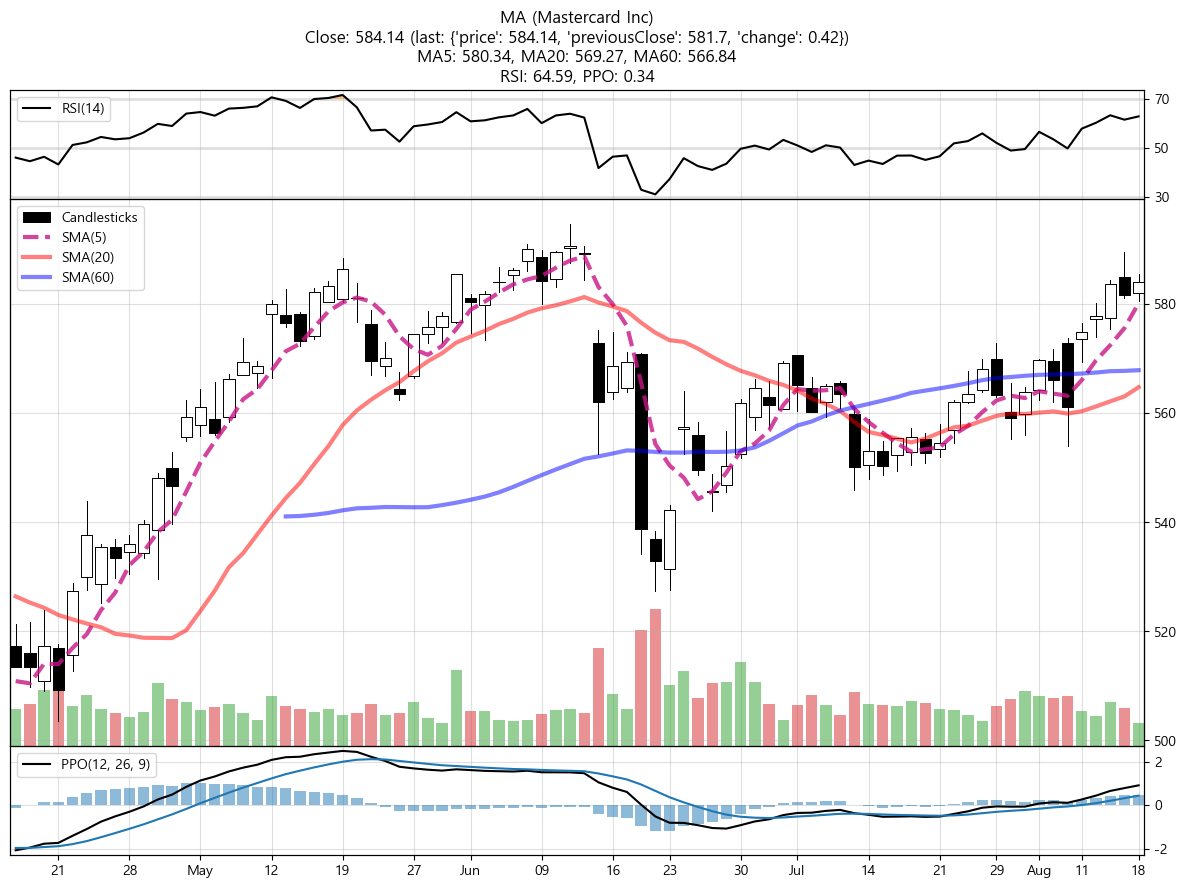 MA (Mastercard Inc)
Close: 584.14 (last: {'price': 584.14, 'previousClose': 581.7, 'change': 0.42})
MA5: 580.34, MA20: 569.27, MA60: 566.84
RSI: 64.59, PPO: 0.34
RSI(14)
70
50
30
Candlesticks
SMA(5)
SMA(20)
SMA(60)
580
560
540
520
500
PPO(12, 26, 9)
2
0
−2
21 28 May 12 19 27 Jun 09 16 23 30 Jul 14 21 29 Aug 11 18